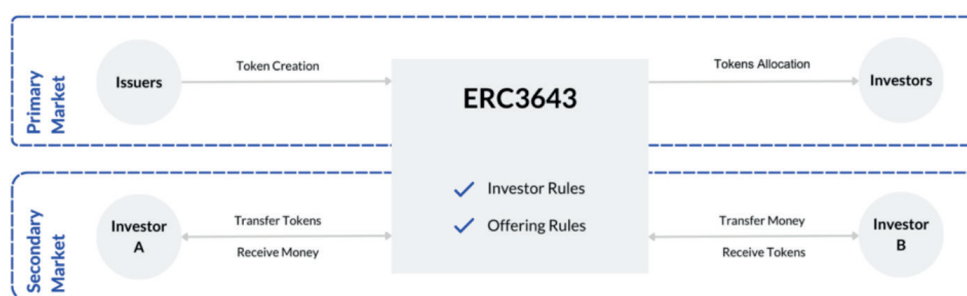 Primary
Market
Issuers
Token Creation
ERC3643
Tokens Allocation
Investors
Investor Rules
Offering Rules
Secondary
Market
Investor
A
Transfer Tokens
Receive Money
Transfer Money
Receive Tokens
Investor
B